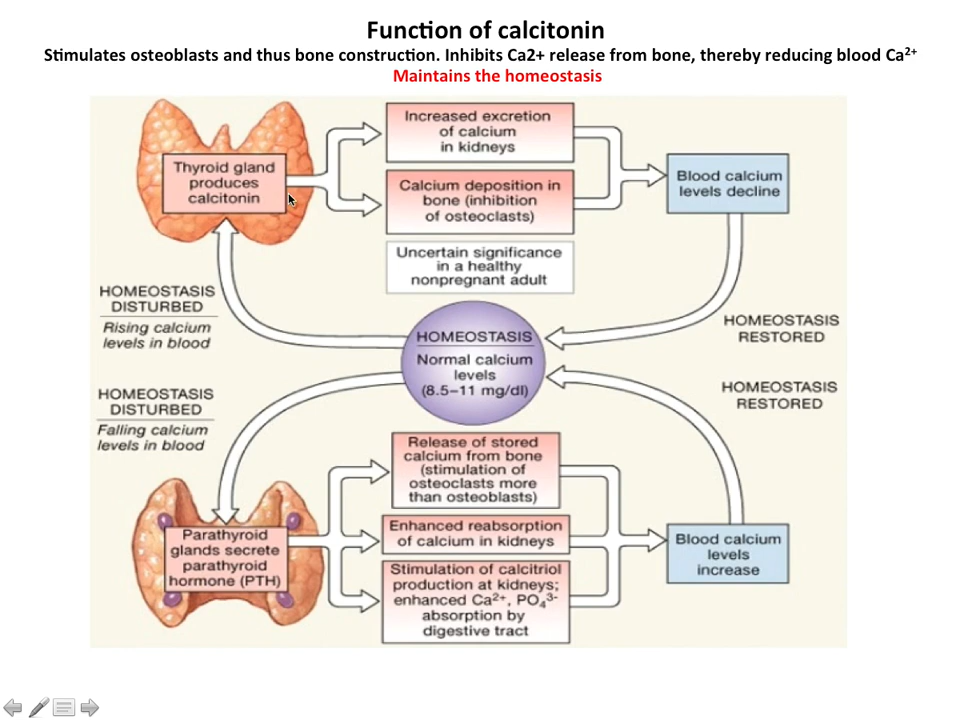 Function of calcitonin
Stimulates osteoblasts and thus bone construction. Inhibits Ca2+ release from bone, thereby reducing blood Ca²⁺
Maintains the homeostasis
Thyroid gland
produces
calcitonin
Increased excretion
of calcium
in kidneys
Calcium deposition in
bone (inhibition
of osteoclasts)
Uncertain significance
in a healthy
nonpregnant adult
Blood calcium
levels decline
HOMEOSTASIS
DISTURBED
Rising calcium
levels in blood
HOMEOSTASIS
Normal calcium
levels
(8.5–11 mg/dl)
HOMEOSTASIS
RESTORED
HOMEOSTASIS
DISTURBED
Falling calcium
levels in blood
HOMEOSTASIS
RESTORED
Parathyroid
glands secrete
parathyroid
hormone (PTH)
Release of stored
calcium from bone
(stimulation of
osteoclasts more
than osteoblasts)
Enhanced reabsorption
of calcium in kidneys
Stimulation of calcitriol
production at kidneys;
enhanced Ca²⁺, PO₄³⁻
absorption by
digestive tract
Blood calcium
levels
increase